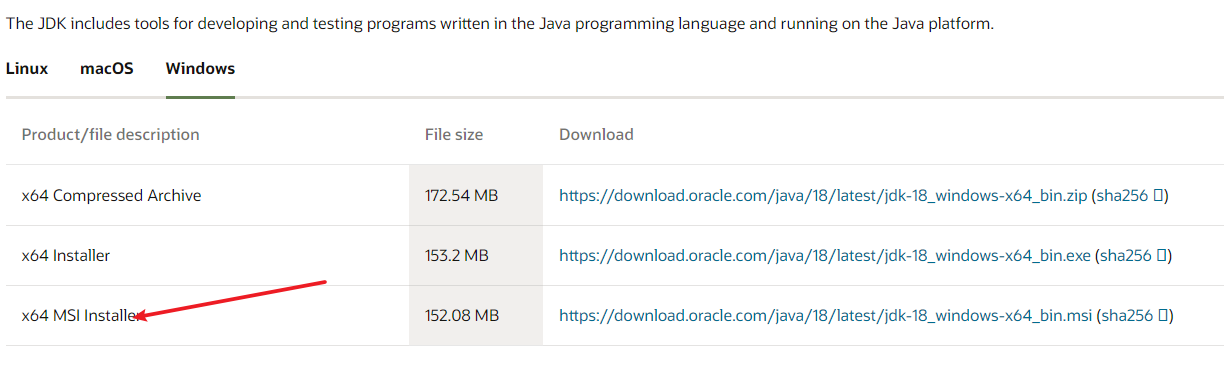 The JDK includes tools for developing and testing programs written in the Java programming language and running on the Java platform.
Linux macOS Windows
Product/file description File size Download
x64 Compressed Archive 172.54 MB https://download.oracle.com/java/18/latest/jdk-18_windows-x64_bin.zip (sha256)
x64 Installer 153.2 MB https://download.oracle.com/java/18/latest/jdk-18_windows-x64_bin.exe (sha256)
x64 MSI Installer 152.08 MB https://download.oracle.com/java/18/latest/jdk-18_windows-x64_bin.msi (sha256)